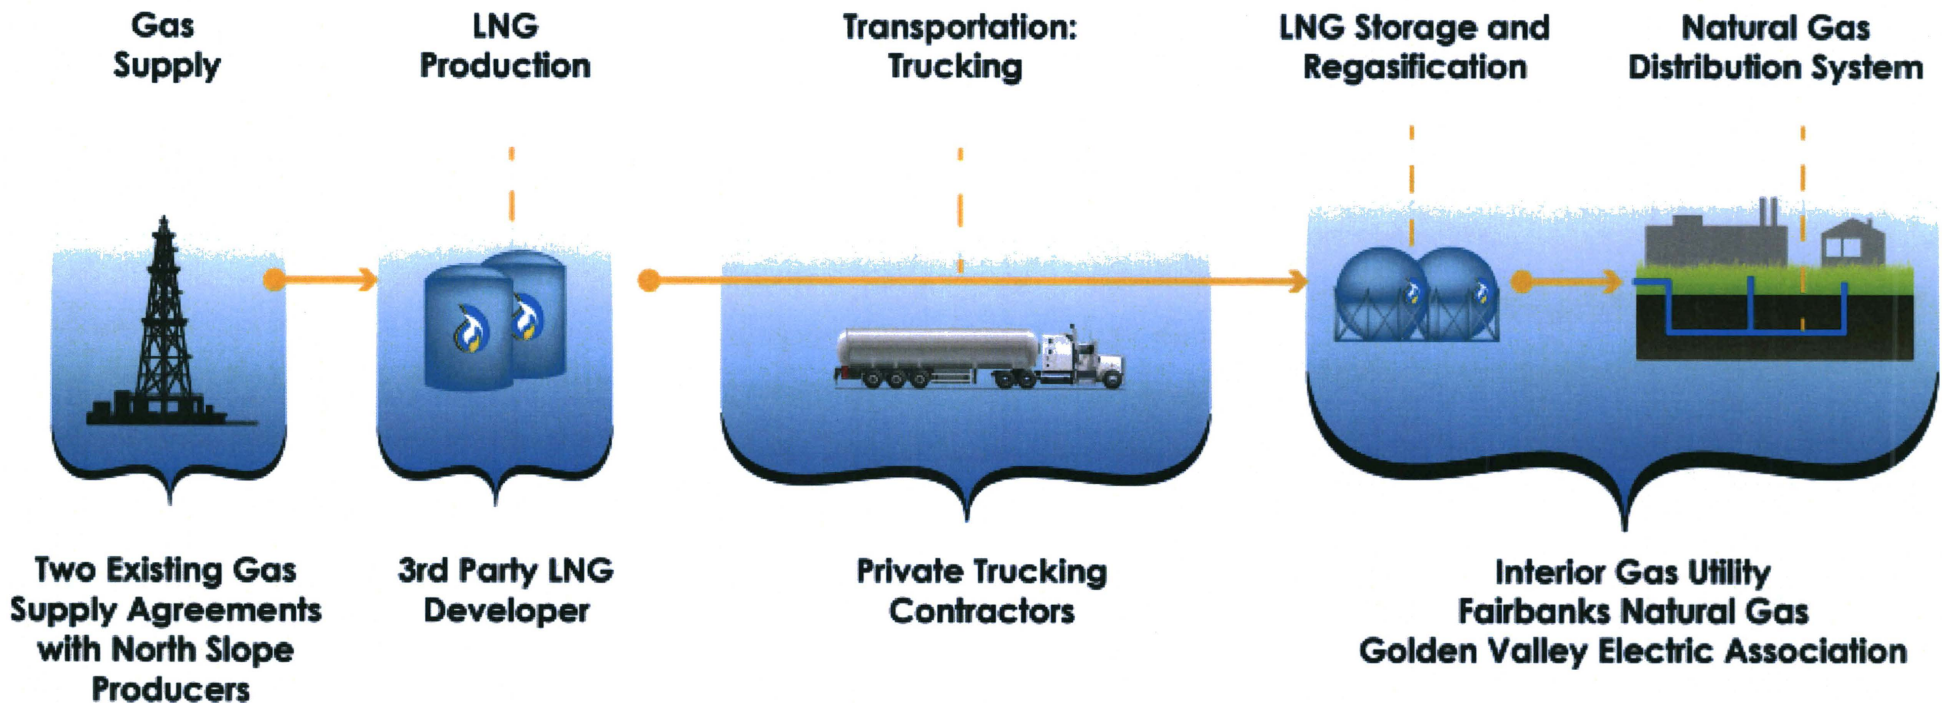 Gas
Supply
LNG
Production
Transportation:
Trucking
LNG Storage and
Regasification
Natural Gas
Distribution System
Two Existing Gas
Supply Agreements
with North Slope
Producers
3rd Party LNG
Developer
Private Trucking
Contractors
Interior Gas Utility
Fairbanks Natural Gas
Golden Valley Electric Association